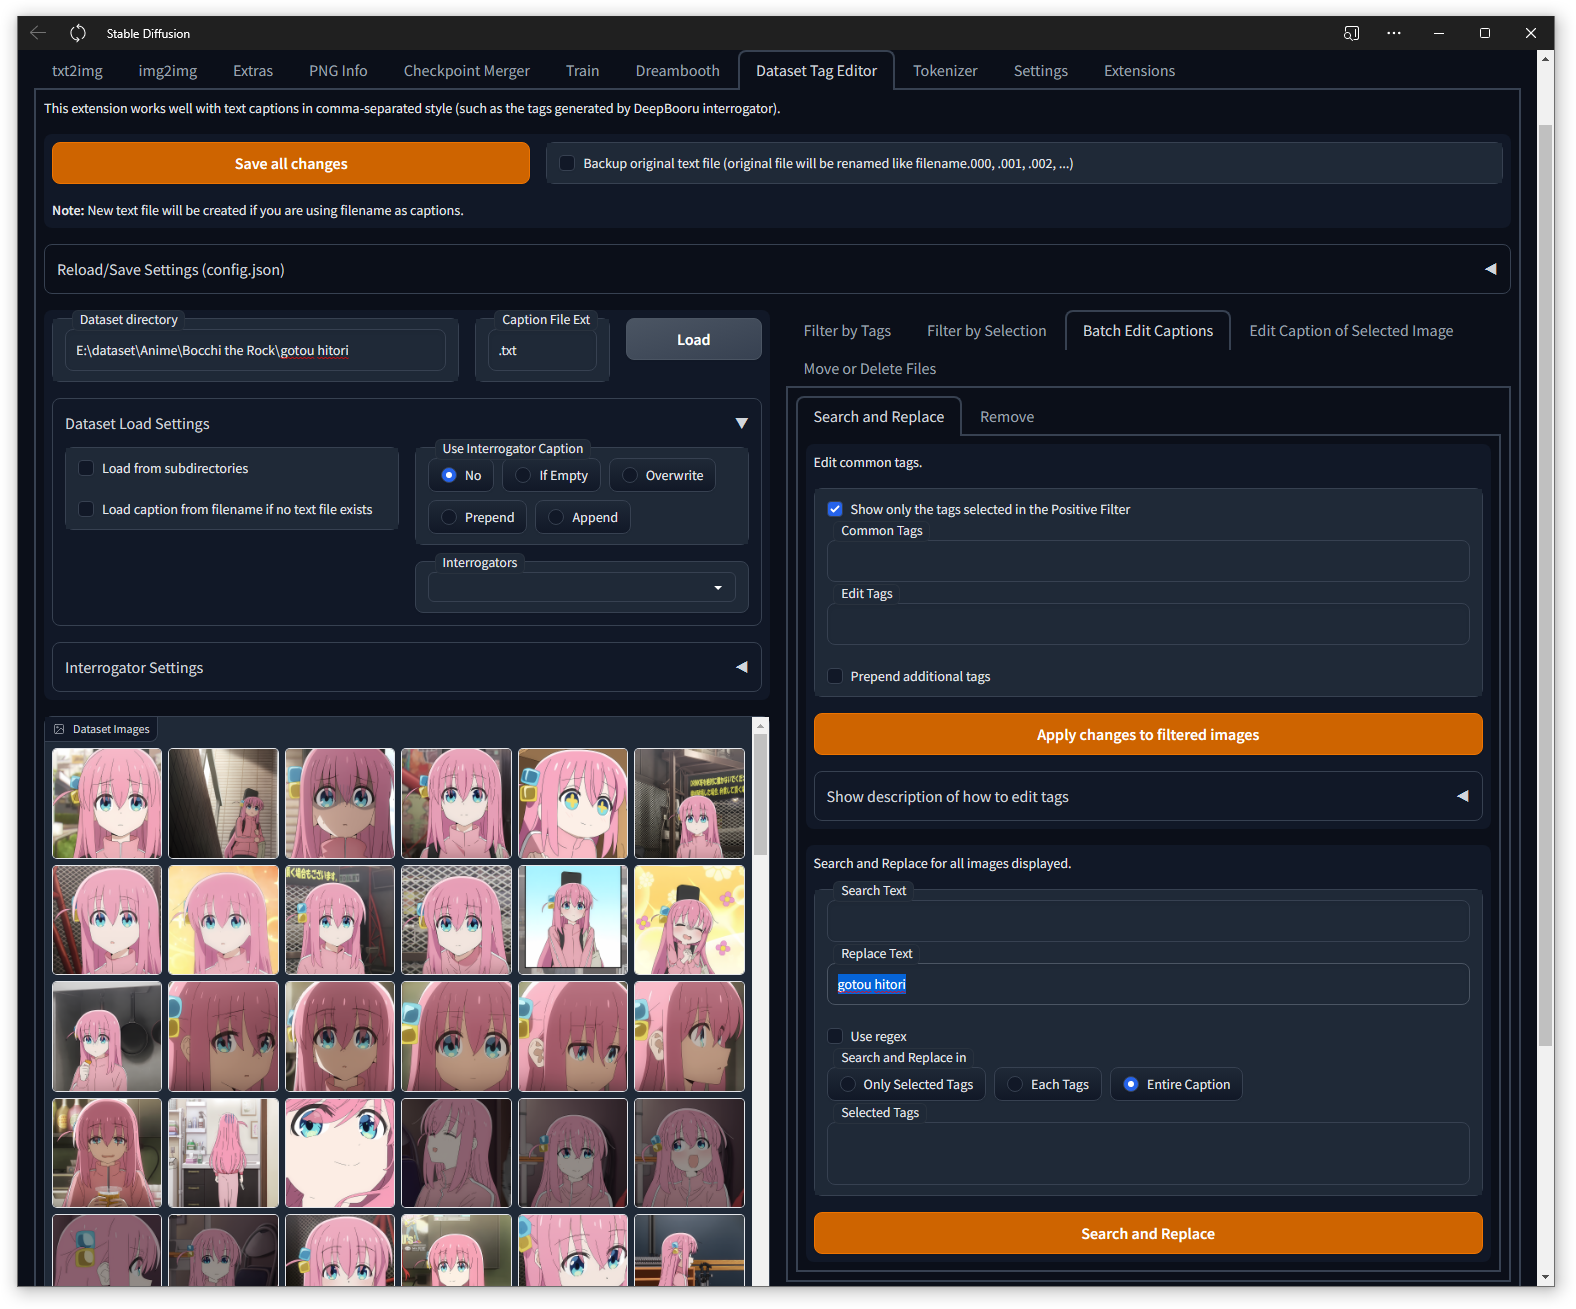 Stable Diffusion
txt2img img2img Extras PNG Info Checkpoint Merger Train Dreambooth Dataset Tag Editor Tokenizer Settings Extensions
This extension works well with text captions in comma-separated style (such as the tags generated by DeepBooru interrogator).
Save all changes
Backup original text file (original file will be renamed like filename.000, .001, .002, ...)
Note: New text file will be created if you are using filename as captions.
Reload/Save Settings (config.json)
Dataset directory
E:\dataset\Anime\Bocchi the Rock\gotou hitori
Caption File Ext
.txt
Load
Dataset Load Settings
Load from subdirectories
Load caption from filename if no text file exists
Use Interrogator Caption
No If Empty Overwrite
Prepend Append
Interrogators
Interrogator Settings
Dataset Images
Filter by Tags Filter by Selection Batch Edit Captions Edit Caption of Selected Image
Move or Delete Files
Search and Replace Remove
Edit common tags.
Show only the tags selected in the Positive Filter
Common Tags
Edit Tags
Prepend additional tags
Apply changes to filtered images
Show description of how to edit tags
Search and Replace for all images displayed.
Search Text
Replace Text
gotou hitori
Use regex
Search and Replace in
Only Selected Tags Each Tags Entire Caption
Selected Tags
Search and Replace